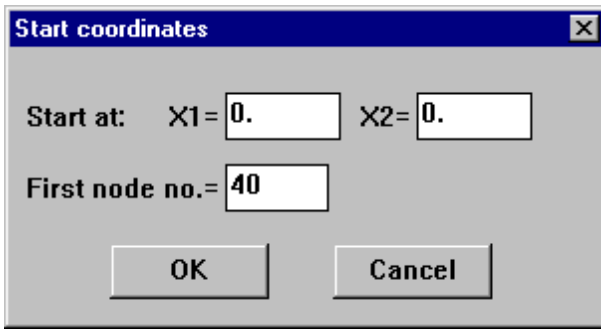 Start coordinates
Start at: X1= 0. X2= 0.
First node no.= 40
OK Cancel